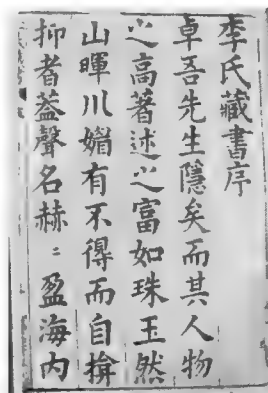 李氏藏書序
卓吾先生隱矣而其人物
之高著述之富如珠玉然
山暉川媚有不得而自揜
抑者葢聲名赫〻盈海内